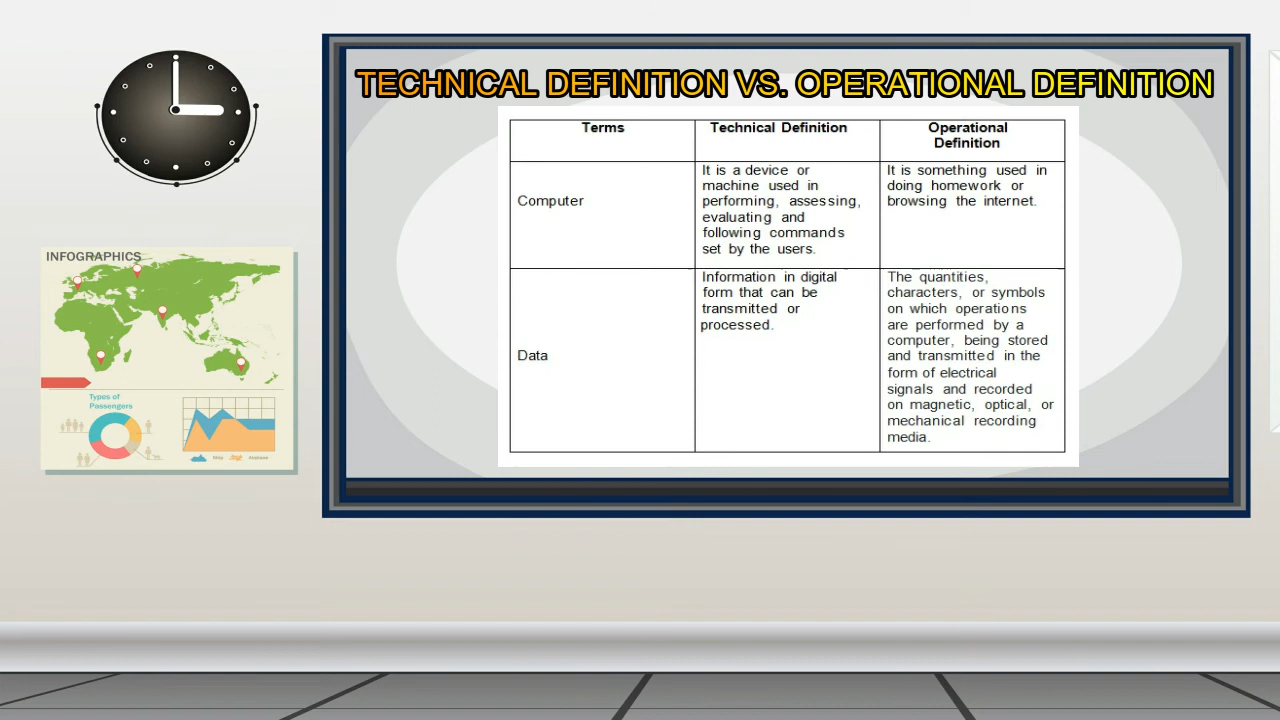 TECHNICAL DEFINITION VS. OPERATIONAL DEFINITION
Terms
Technical Definition
Operational
Definition
Computer
It is a device or
machine used in
performing, assessing,
evaluating and
following commands
set by the users.
It is something used in
doing homework or
browsing the internet.
Data
Information in digital
form that can be
transmitted or
processed.
The quantities,
characters, or symbols
on which operations
are performed by a
computer, being stored
and transmitted in the
form of electrical
signals and recorded
on magnetic, optical, or
mechanical recording
media.
INFOGRAPHICS
Types of
Passengers
Ship
Airplane